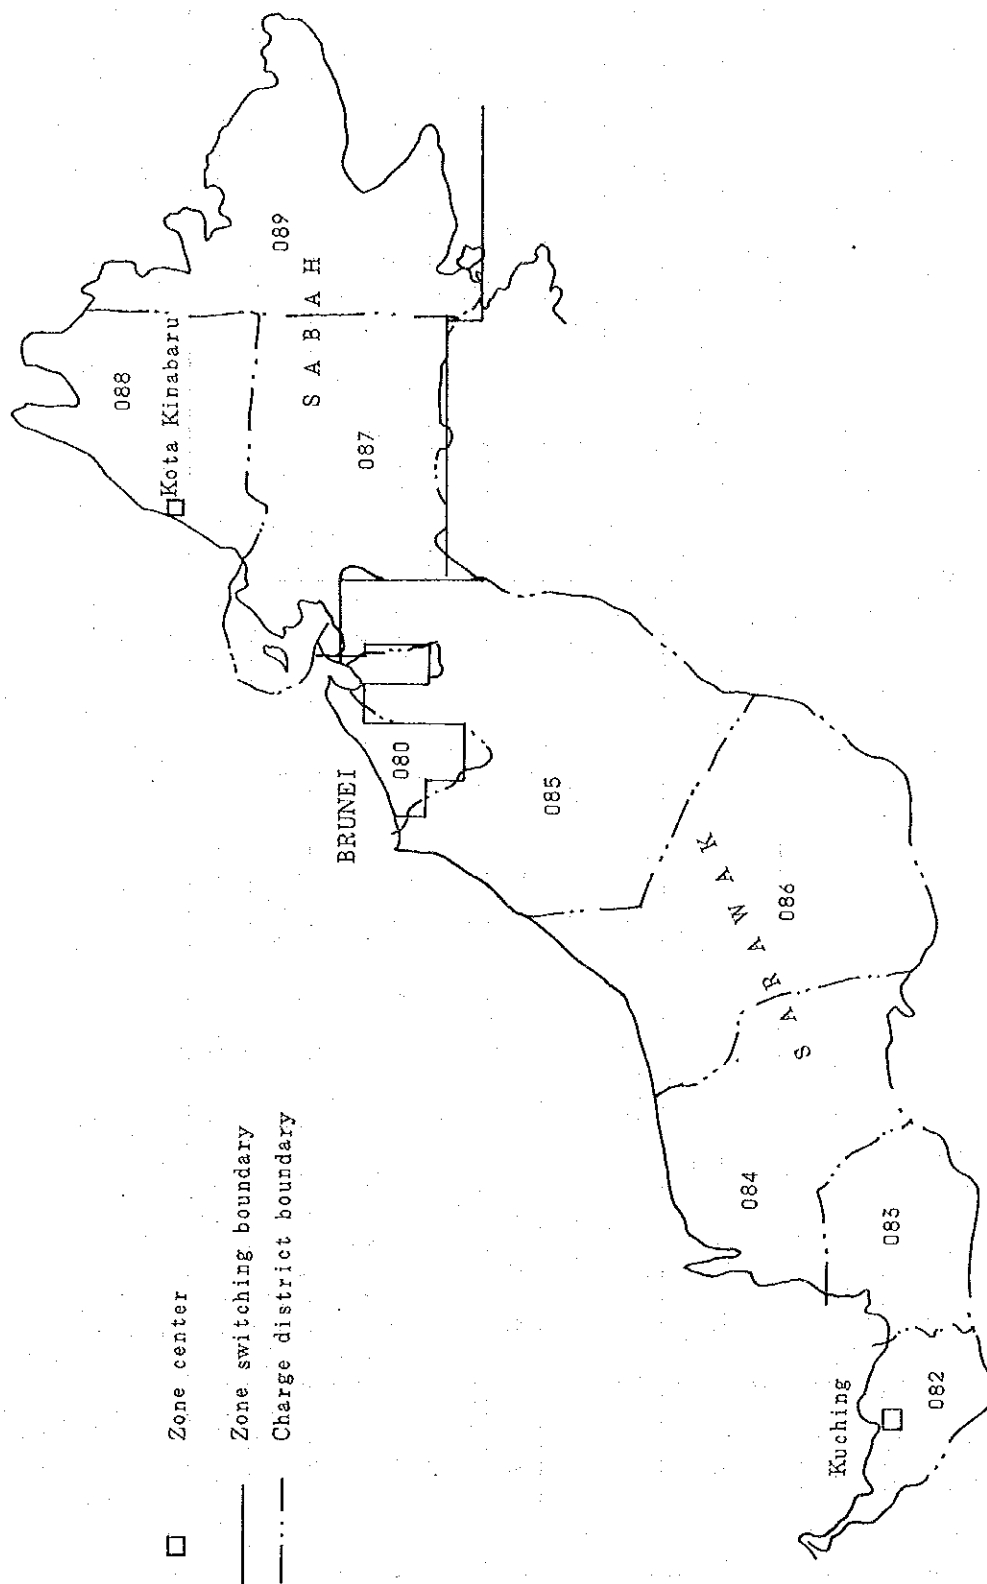 Zone center
Zone switching boundary
Charge district boundary
088
Kota Kinabaru
089
SABAH
087
BRUNEI
080
085
SARAWAK
086
084
083
Kuching
082